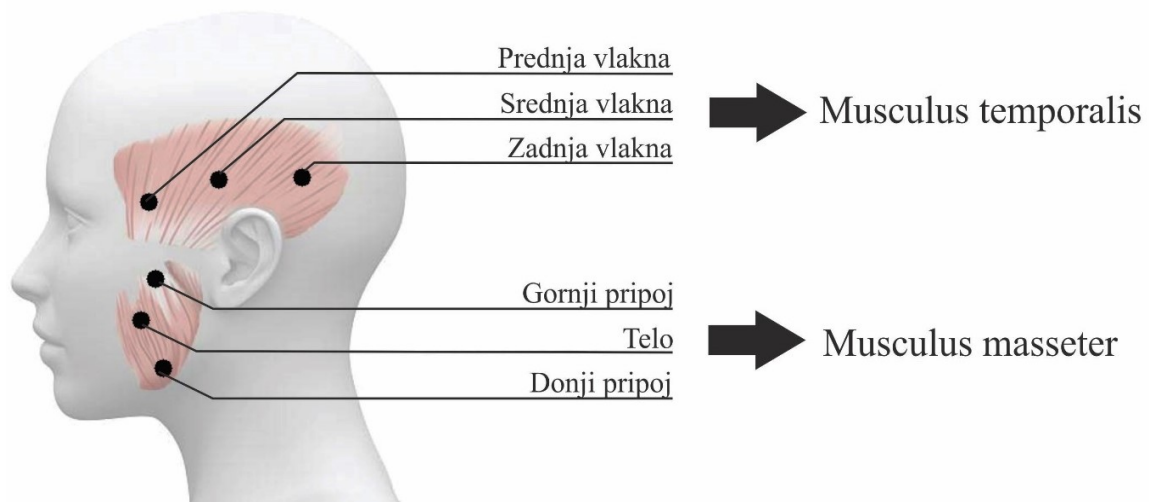 Prednja vlakna
Srednja vlakna
Zadnja vlakna
Musculus temporalis
Gornji pripoj
Telo
Donji pripoj
Musculus masseter